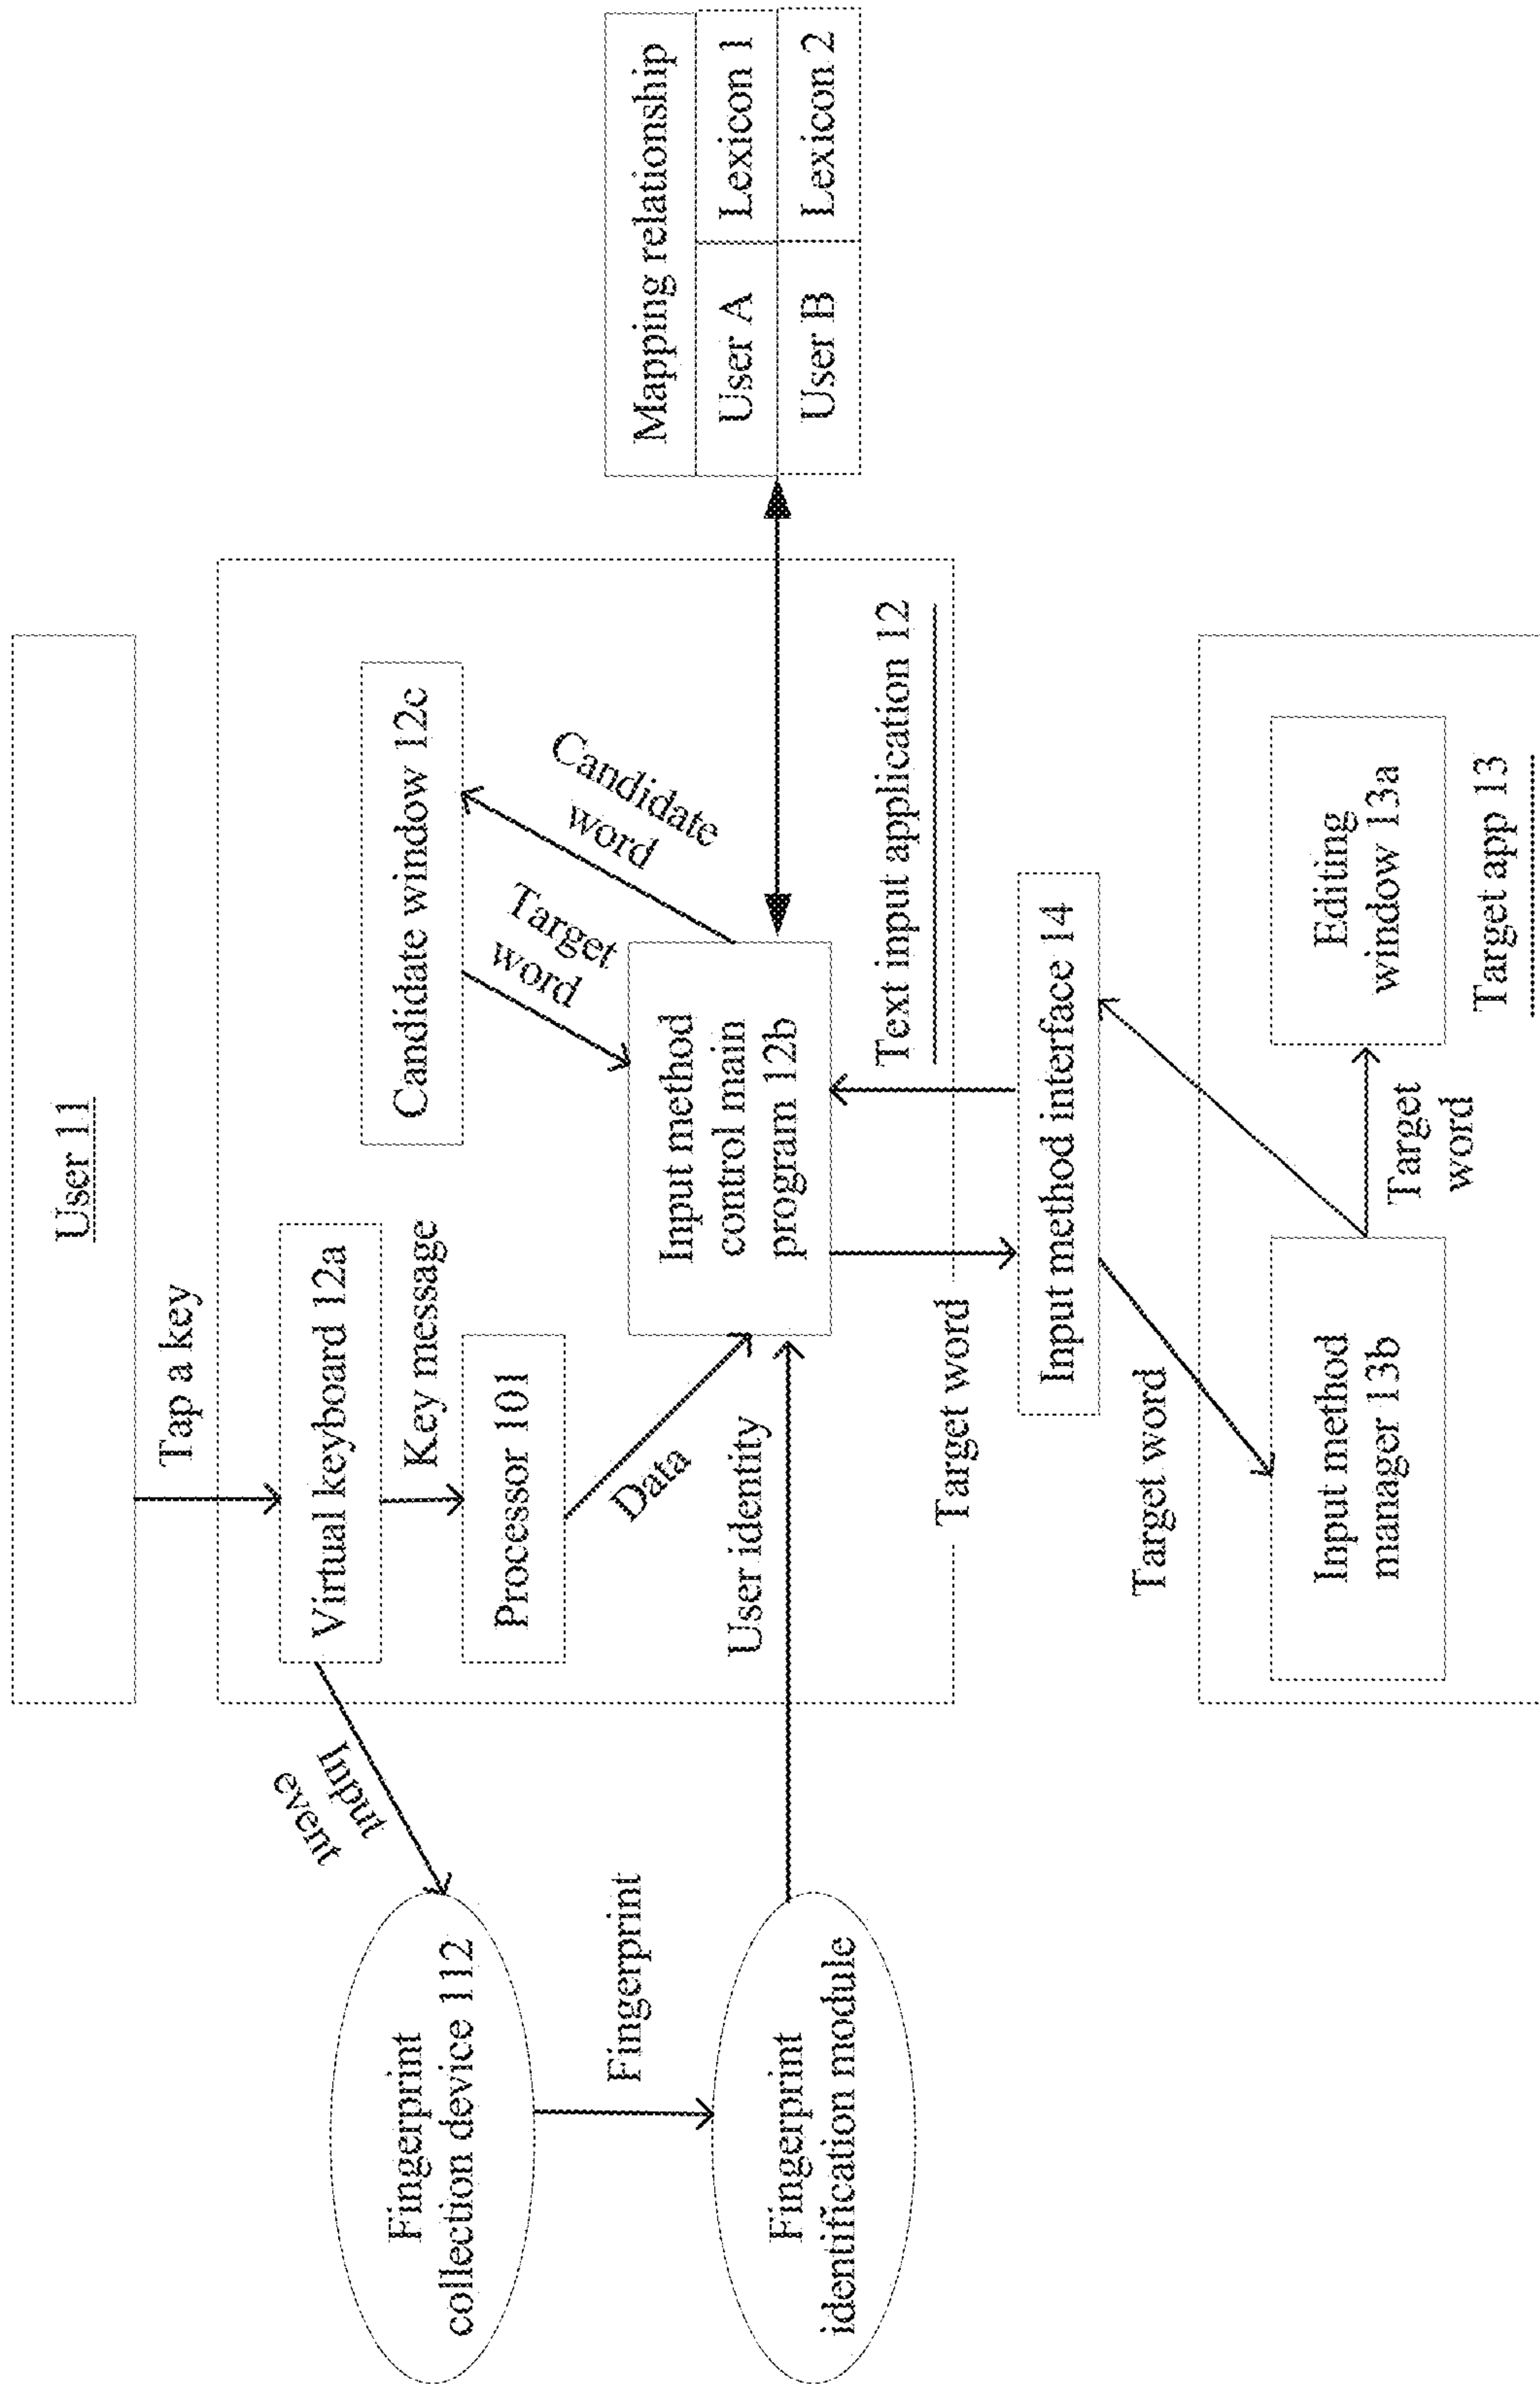 User 11
Tap a key
Virtual keyboard 12a
Input
event
Key message
Processor 101
Data
Candidate window 12c
Target
word
Candidate
word
Input method
control main
program 12b
Mapping relationship
User A
Lexicon 1
User B
Lexicon 2
Fingerprint
collection device 112
Fingerprint
Fingerprint
identification module
User identity
Text input application 12
Target word
Input method interface 14
Target word
Input method
manager 13b
Target
word
Editing
window 13a
Target app 13